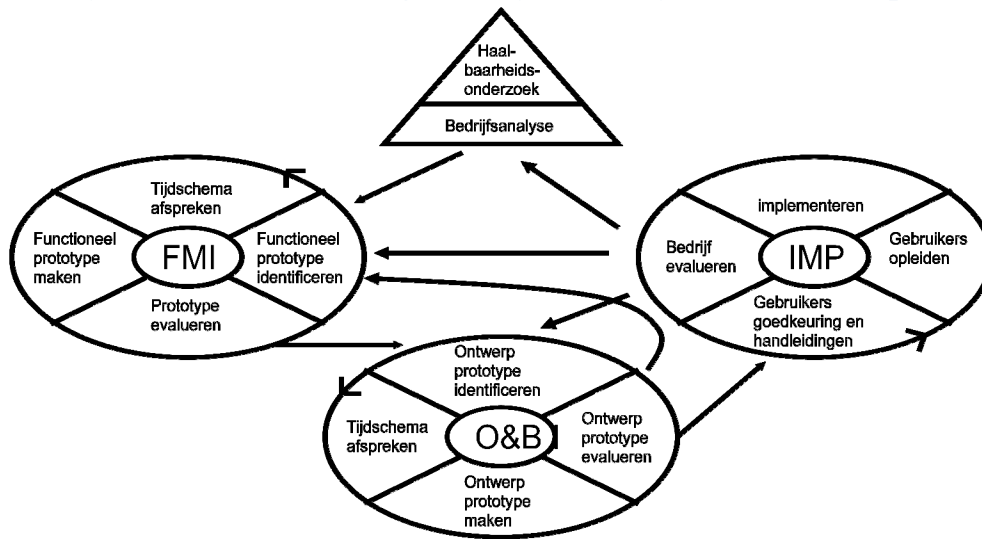 Haal-
baarheids-
onderzoek
Bedrijfsanalyse
Tijdschema
afspreken
Functioneel
prototype
maken
FMI
Functioneel
prototype
identificeren
Prototype
evalueren
implementeren
Bedrijf
evalueren
IMP
Gebruikers
opleiden
Gebruikers
goedkeuring en
handleidingen
Ontwerp
prototype
identificeren
Tijdschema
afspreken
O&B
Ontwerp
prototype
evalueren
Ontwerp
prototype
maken